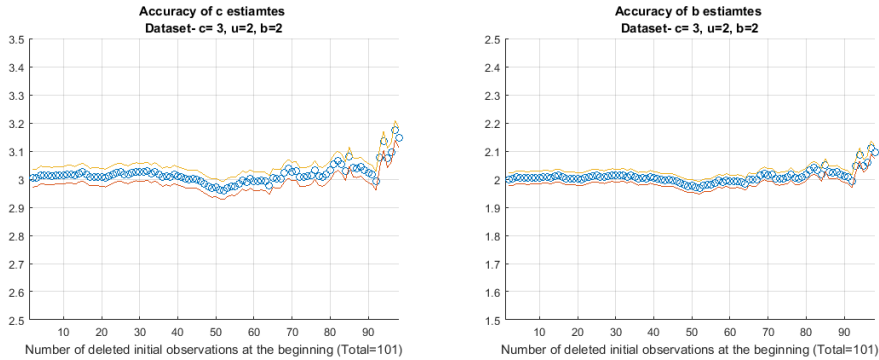 Accuracy of c estiamtes
Dataset- c= 3, u=2, b=2
3.5
3.4
3.3
3.2
3.1
3.0
2.9
2.8
2.7
2.6
2.5
10 20 30 40 50 60 70 80 90
Number of deleted initial observations at the beginning (Total=101)
Accuracy of b estiamtes
Dataset- c= 3, u=2, b=2
2.5
2.4
2.3
2.2
2.1
2.0
1.9
1.8
1.7
1.6
1.5
10 20 30 40 50 60 70 80 90
Number of deleted initial observations at the beginning (Total=101)